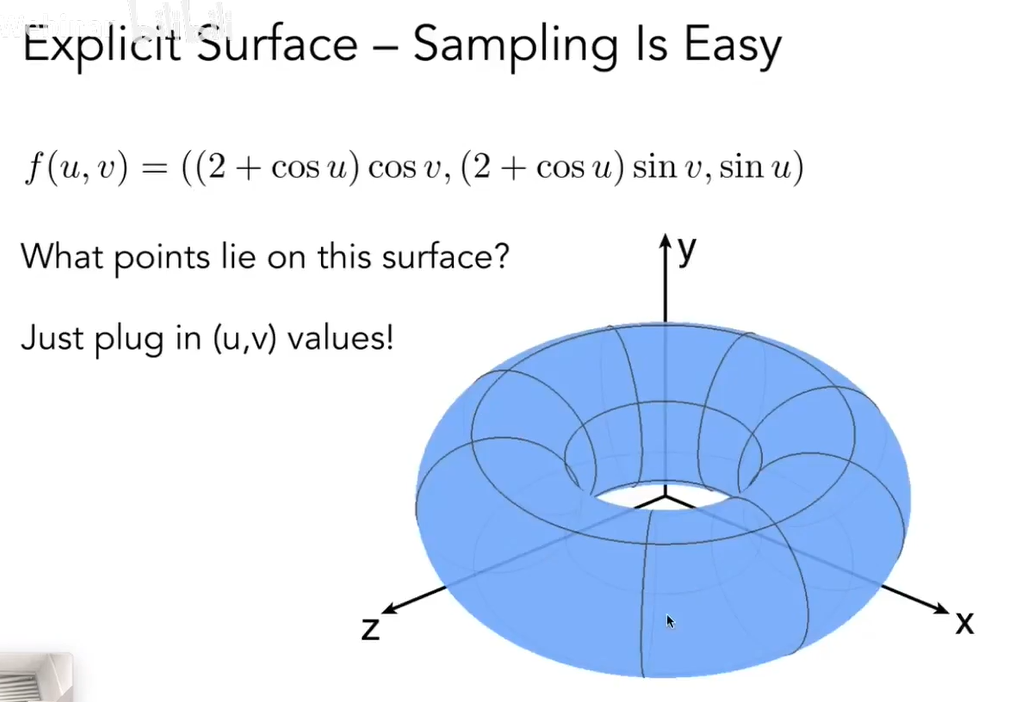 Explicit Surface – Sampling Is Easy
f(u, v) = ((2 + cos u) cos v, (2 + cos u) sin v, sin u)
What points lie on this surface?
Just plug in (u,v) values!
y
z
x